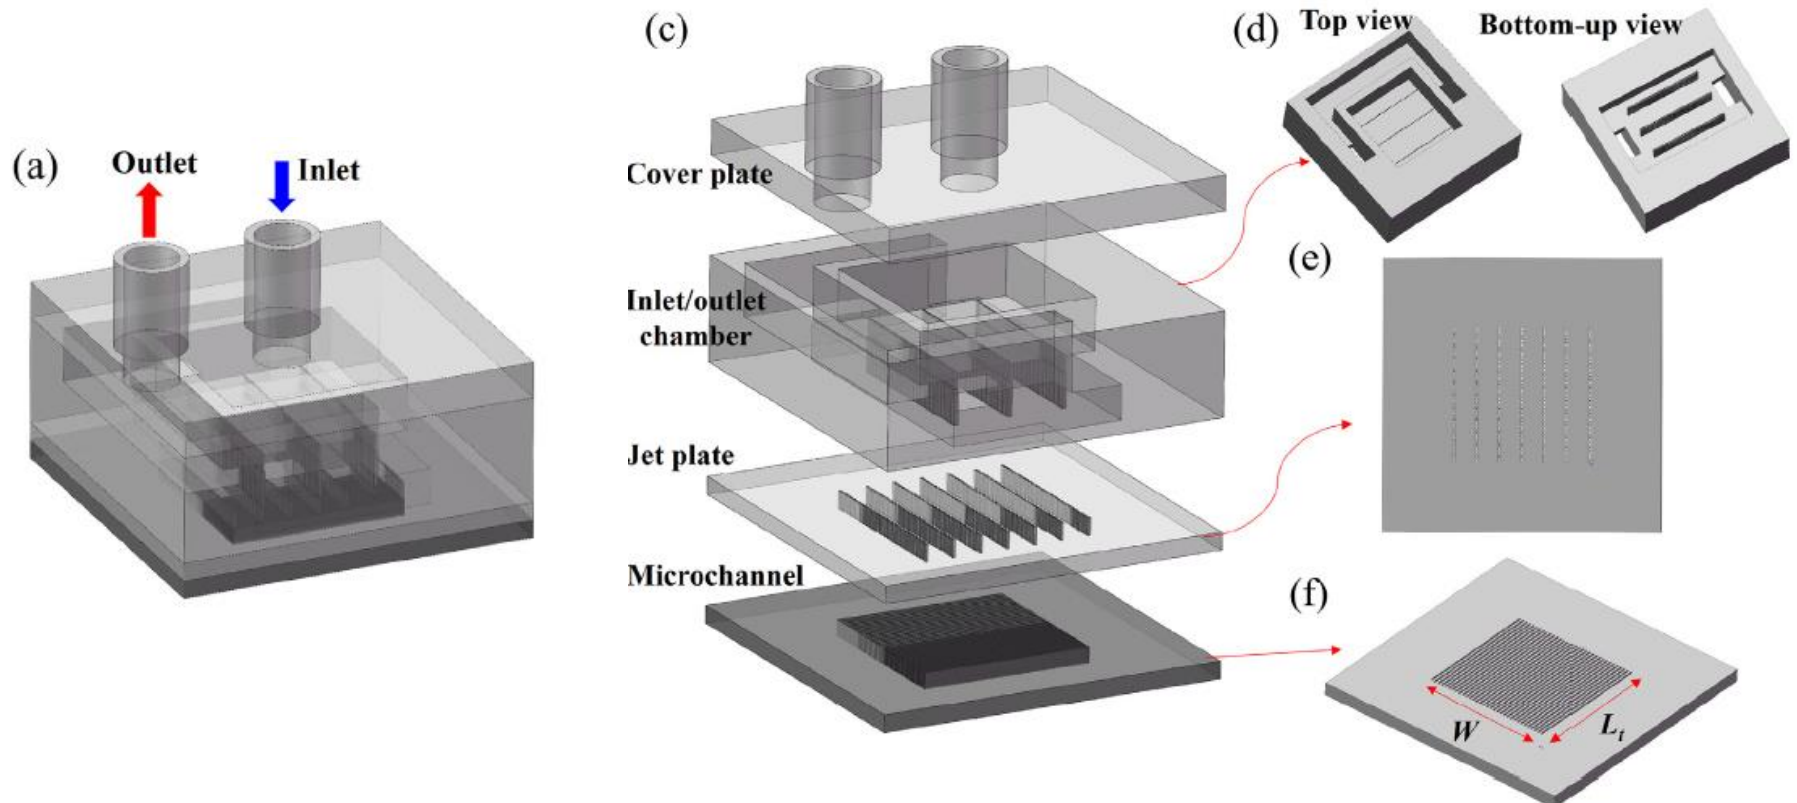 (a)
Outlet
Inlet
(c)
Cover plate
Inlet/outlet
chamber
Jet plate
Microchannel
(d)
Top view
Bottom-up view
(e)
(f)
W
Lt